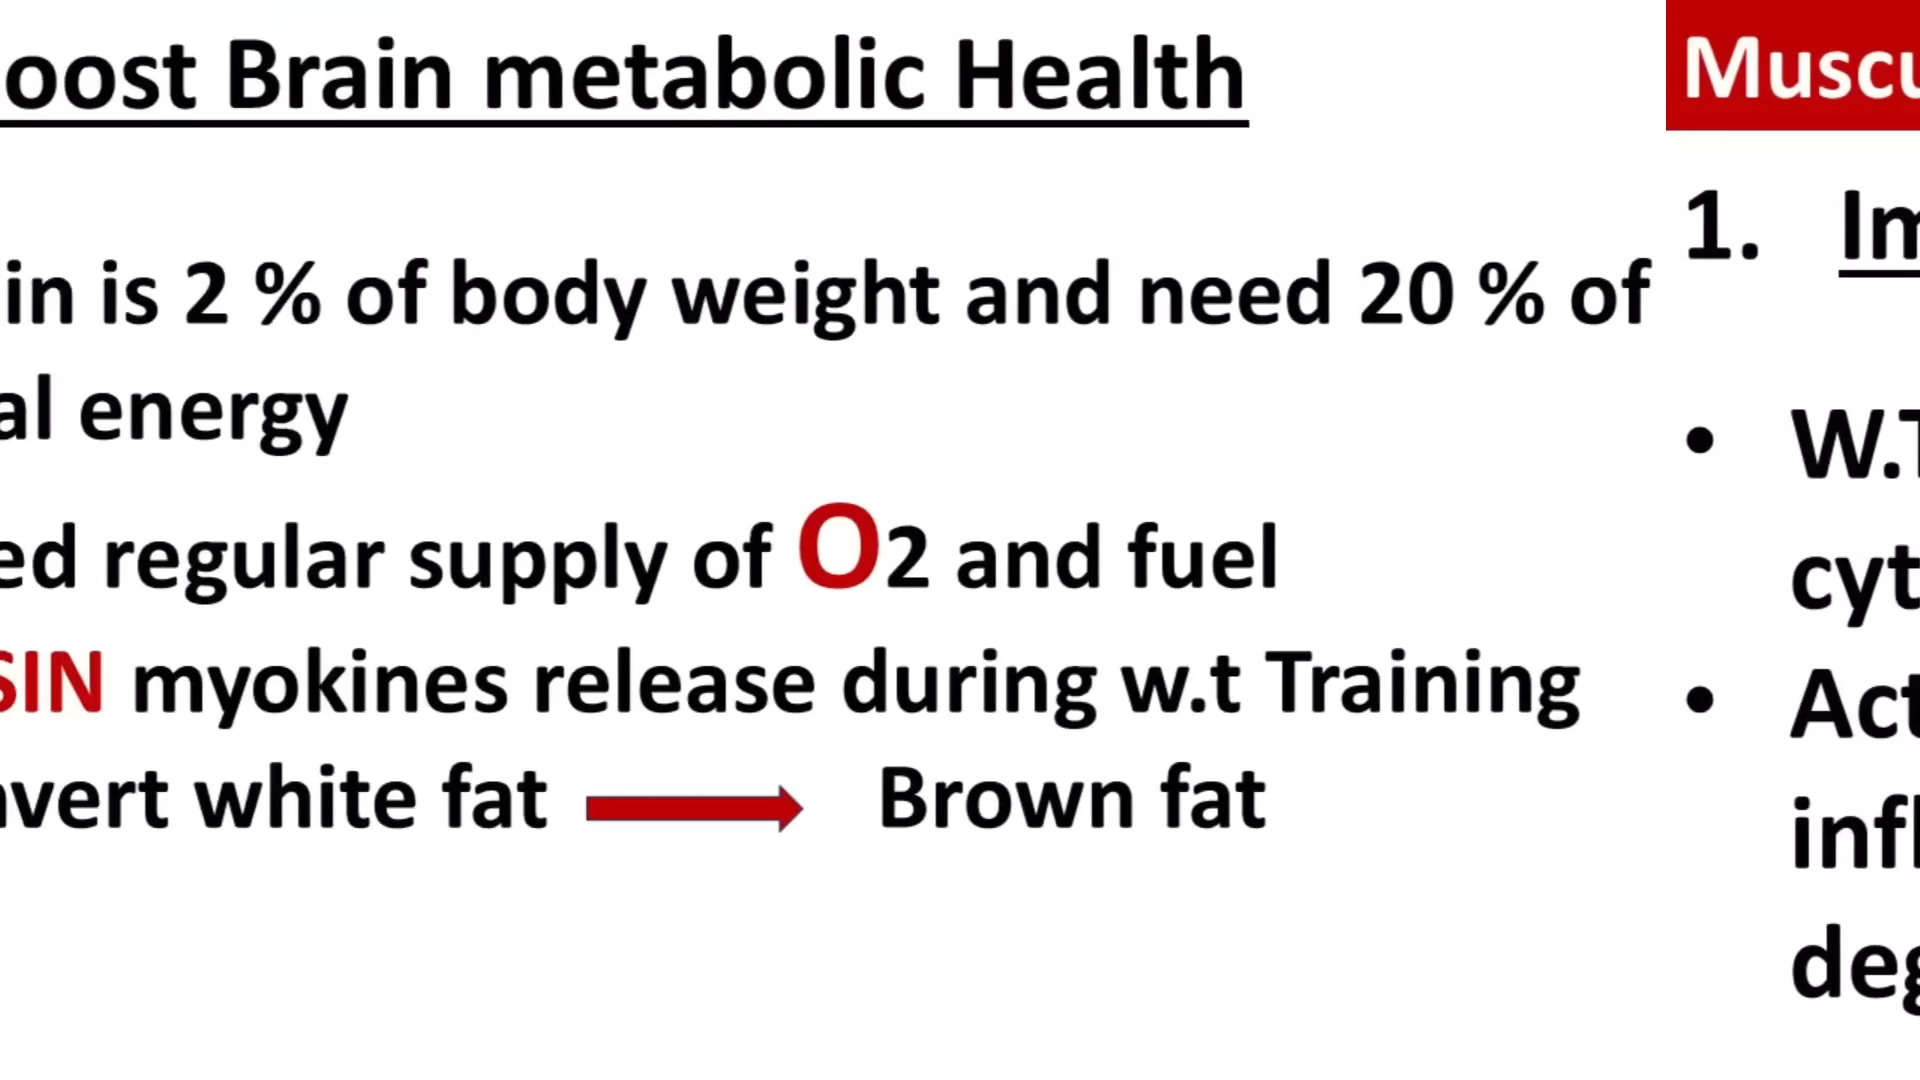 oost Brain metabolic Health
in is 2 % of body weight and need 20 % of
al energy
ed regular supply of O2 and fuel
SIN myokines release during w.t Training
nvert white fat Brown fat
Muscu
1. Im
• W.T
cyt
• Act
infl
deg